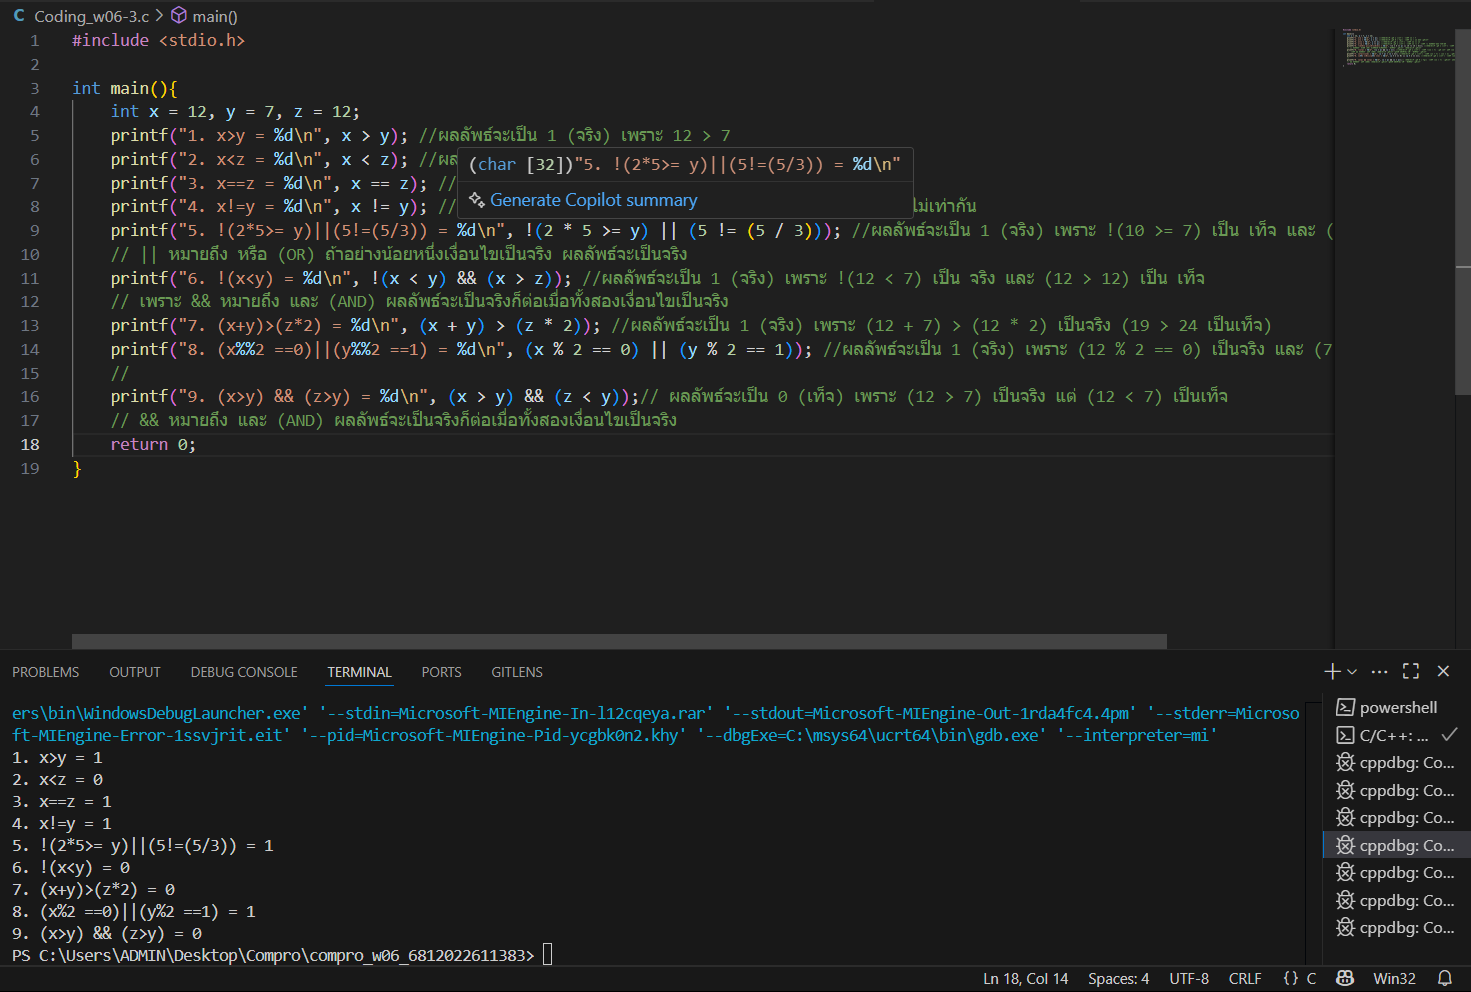 Coding_w06-3.c > main()
1 #include <stdio.h>
2
3 int main(){
4 int x = 12, y = 7, z = 12;
5 printf("1. x>y = %d\n", x > y); //ผลลัพธ์จะเป็น 1 (จริง) เพราะ 12 > 7
6 printf("2. x<z = %d\n", x < z); //ผล
(char [32])"5. !(2*5>= y)||(5!=(5/3)) = %d\n"
7 printf("3. x==z = %d\n", x == z); //
Generate Copilot summary
8 printf("4. x!=y = %d\n", x != y); // ไม่เท่ากัน
9 printf("5. !(2*5>= y)||(5!=(5/3)) = %d\n", !(2 * 5 >= y) || (5 != (5 / 3))); //ผลลัพธ์จะเป็น 1 (จริง) เพราะ !(10 >= 7) เป็น เท็จ และ (
10 // || หมายถึง หรือ (OR) ถ้าอย่างน้อยหนึ่งเงื่อนไขเป็นจริง ผลลัพธ์จะเป็นจริง
11 printf("6. !(x<y) = %d\n", !(x < y) && (x > z)); //ผลลัพธ์จะเป็น 1 (จริง) เพราะ !(12 < 7) เป็น จริง และ (12 > 12) เป็น เท็จ
12 // เพราะ && หมายถึง และ (AND) ผลลัพธ์จะเป็นจริงก็ต่อเมื่อทั้งสองเงื่อนไขเป็นจริง
13 printf("7. (x+y)>(z*2) = %d\n", (x + y) > (z * 2)); //ผลลัพธ์จะเป็น 1 (จริง) เพราะ (12 + 7) > (12 * 2) เป็นจริง (19 > 24 เป็นเท็จ)
14 printf("8. (x%%2 ==0)||(y%%2 ==1) = %d\n", (x % 2 == 0) || (y % 2 == 1)); //ผลลัพธ์จะเป็น 1 (จริง) เพราะ (12 % 2 == 0) เป็นจริง และ (7
15 //
16 printf("9. (x>y) && (z>y) = %d\n", (x > y) && (z < y));// ผลลัพธ์จะเป็น 0 (เท็จ) เพราะ (12 > 7) เป็นจริง แต่ (12 < 7) เป็นเท็จ
17 // && หมายถึง และ (AND) ผลลัพธ์จะเป็นจริงก็ต่อเมื่อทั้งสองเงื่อนไขเป็นจริง
18 return 0;
19 }
PROBLEMS OUTPUT DEBUG CONSOLE TERMINAL PORTS GITLENS
ers\bin\WindowsDebugLauncher.exe' '--stdin=Microsoft-MIEngine-In-l12cqeya.rar' '--stdout=Microsoft-MIEngine-Out-1rda4fc4.4pm' '--stderr=Microso
ft-MIEngine-Error-1ssvjrit.eit' '--pid=Microsoft-MIEngine-Pid-ycgbk0n2.khy' '--dbgExe=C:\msys64\ucrt64\bin\gdb.exe' '--interpreter=mi'
1. x>y = 1
2. x<z = 0
3. x==z = 1
4. x!=y = 1
5. !(2*5>= y)||(5!=(5/3)) = 1
6. !(x<y) = 0
7. (x+y)>(z*2) = 0
8. (x%2 ==0)||(y%2 ==1) = 1
9. (x>y) && (z>y) = 0
PS C:\Users\ADMIN\Desktop\Compro\compro_w06_6812022611383>
powershell
C/C++: ...
cppdbg: Co...
cppdbg: Co...
cppdbg: Co...
cppdbg: Co...
cppdbg: Co...
cppdbg: Co...
cppdbg: Co...
Ln 18, Col 14 Spaces: 4 UTF-8 CRLF {} C Win32